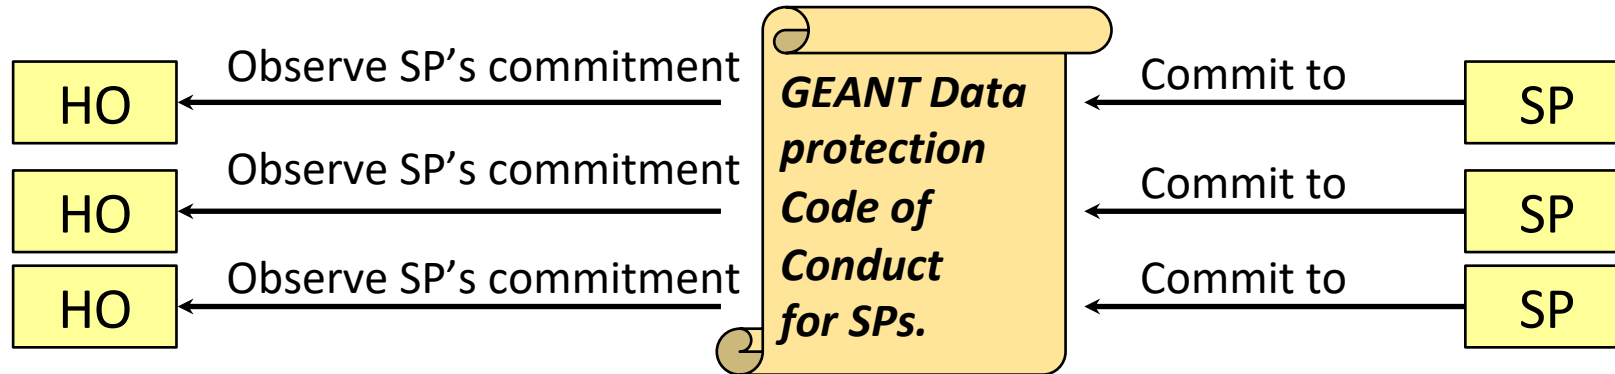 Observe SP’s commitment
Commit to
HO
SP
Observe SP’s commitment
Commit to
HO
SP
Observe SP’s commitment
Commit to
HO
SP
GEANT Data
protection
Code of
Conduct
for SPs.